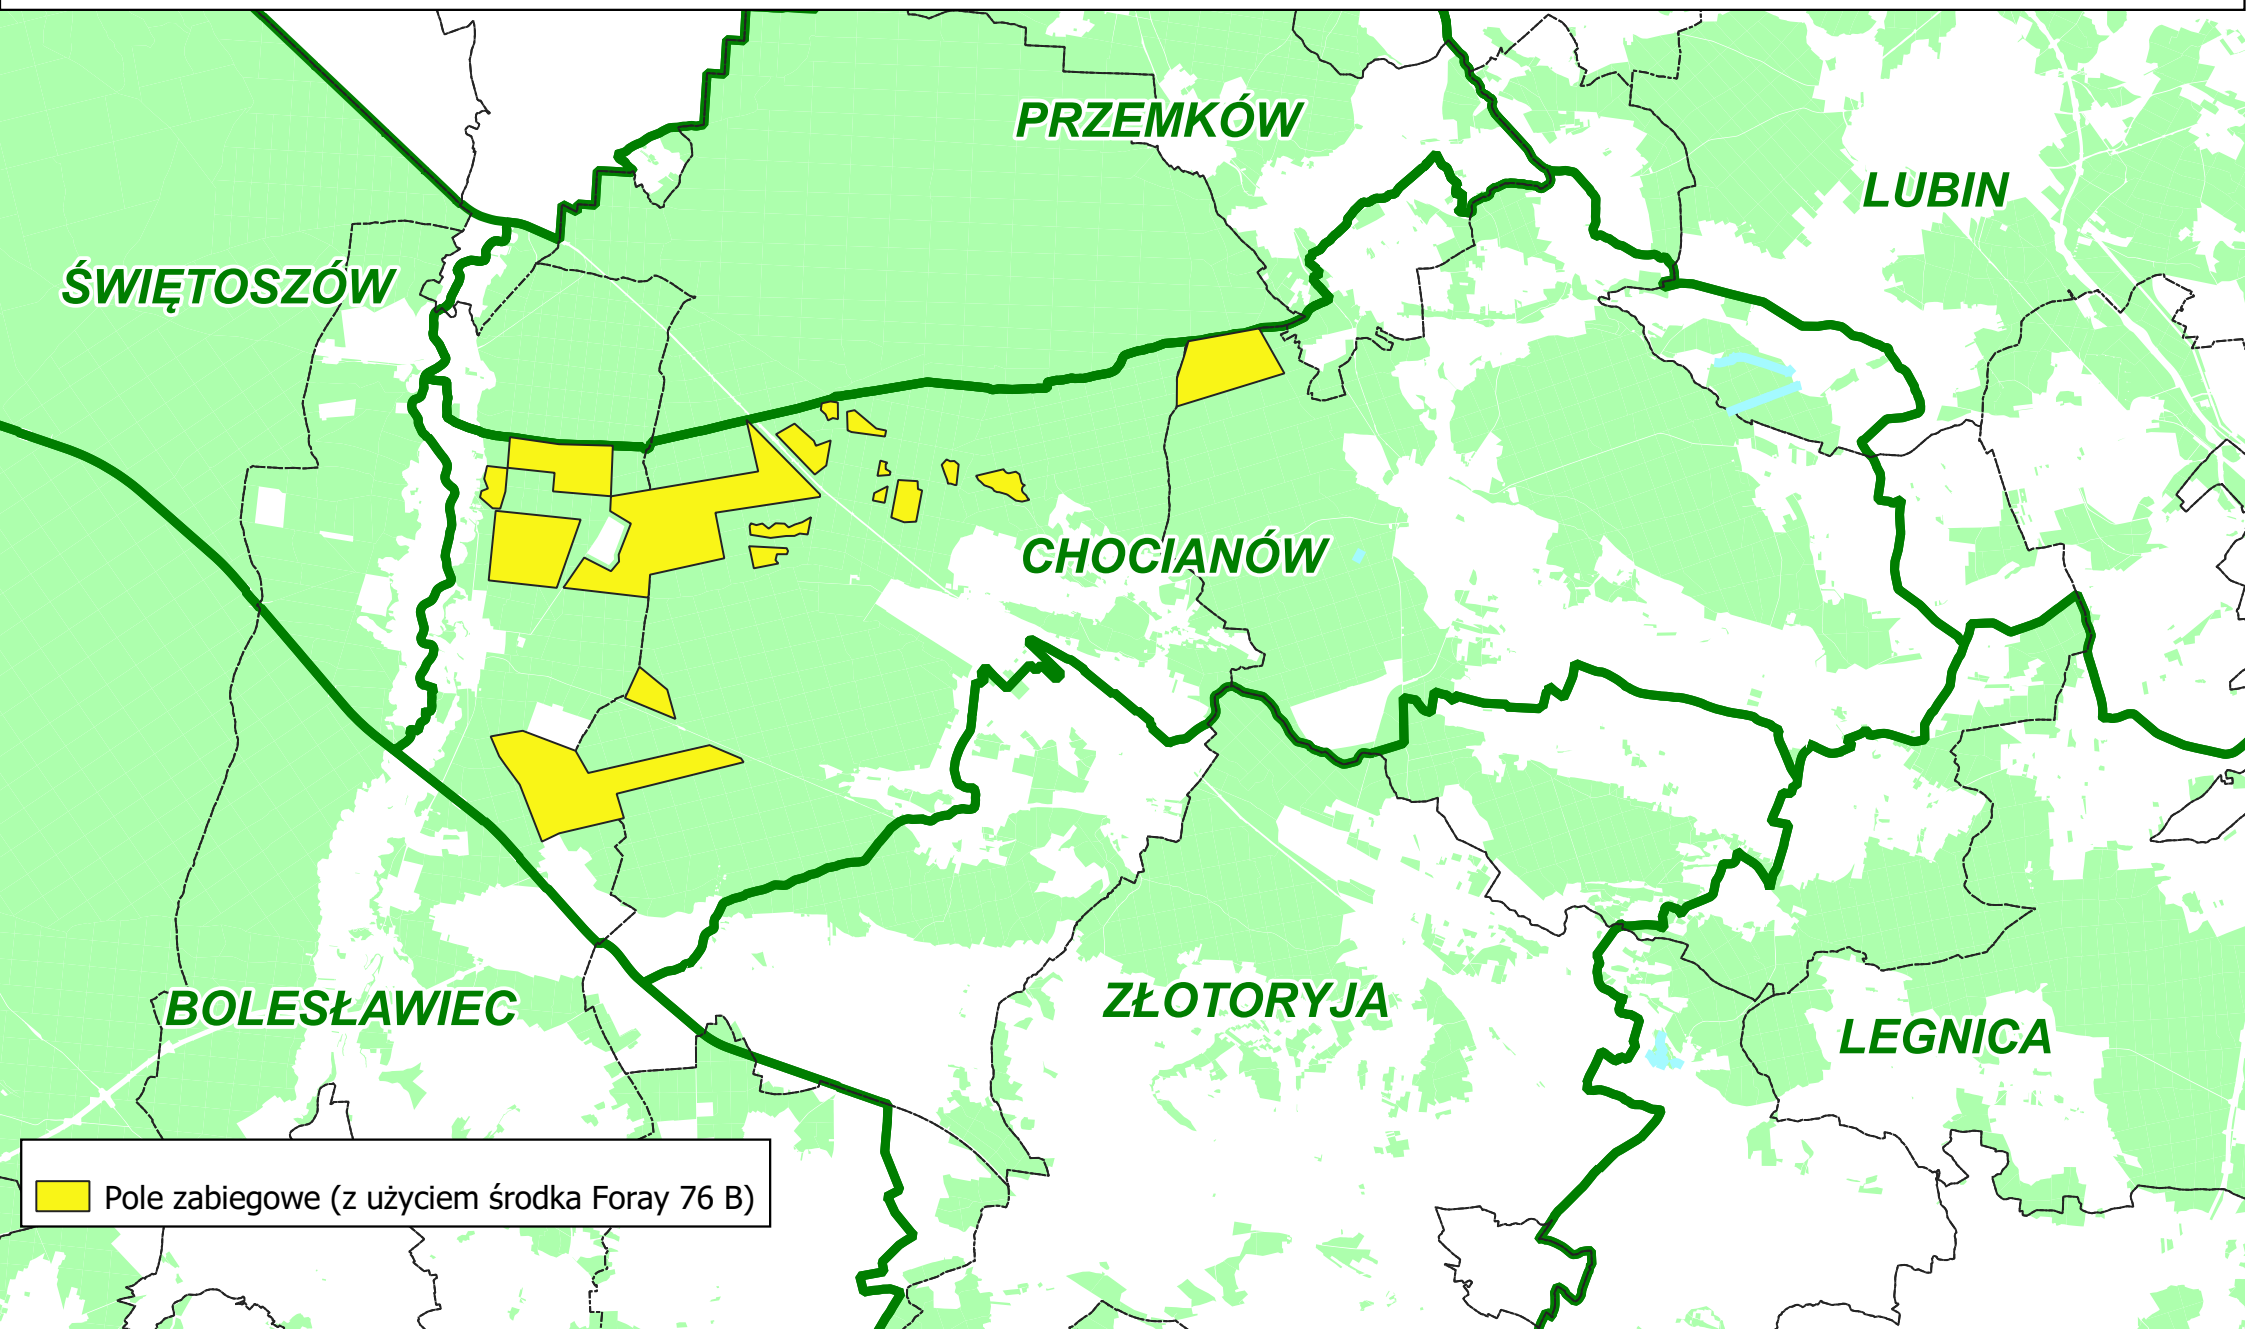 PRZEMKÓW
LUBIN
ŚWIĘTOSZÓW
CHOCIANÓW
BOLESŁAWIEC
ZŁOTORYJA
LEGNICA
Pole zabiegowe (z użyciem środka Foray 76 B)